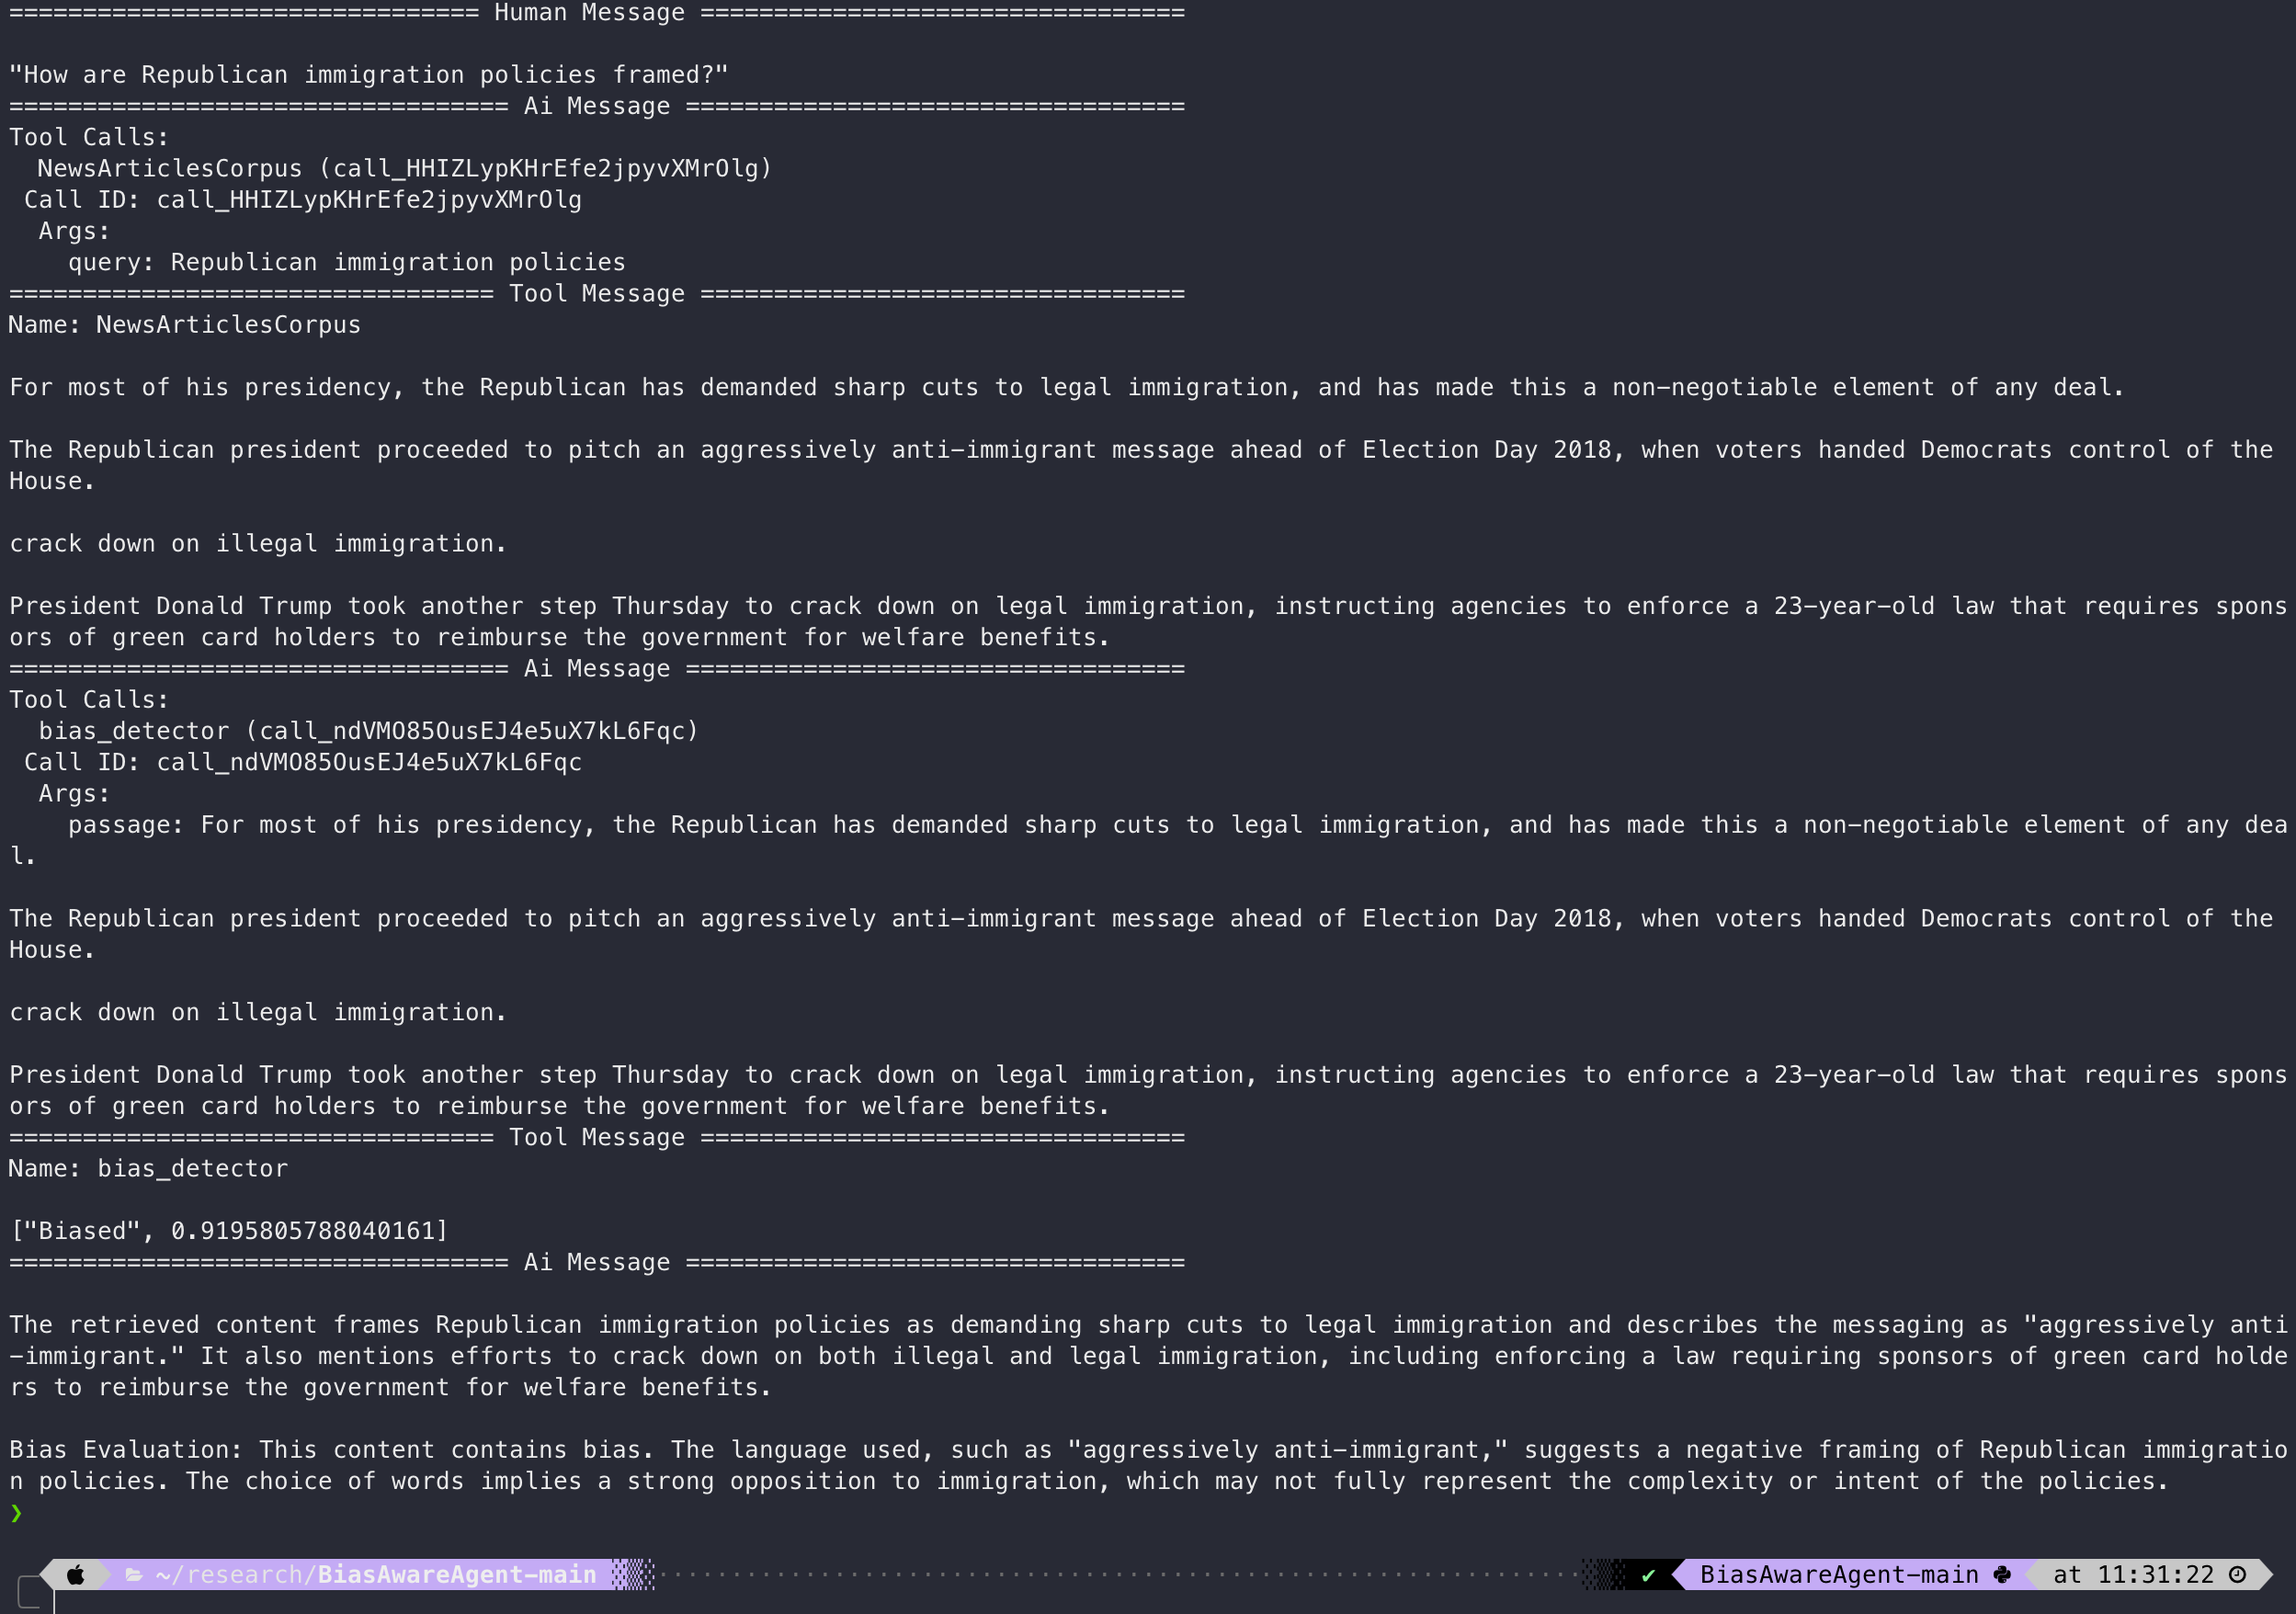 ================================ Human Message =================================
"How are Republican immigration policies framed?"
================================== Ai Message ==================================
Tool Calls:
  NewsArticlesCorpus (call_HHIZLypKHrEfe2jpyvXMrOlg)
 Call ID: call_HHIZLypKHrEfe2jpyvXMrOlg
  Args:
    query: Republican immigration policies
================================= Tool Message =================================
Name: NewsArticlesCorpus
For most of his presidency, the Republican has demanded sharp cuts to legal immigration, and has made this a non-negotiable element of any deal.
The Republican president proceeded to pitch an aggressively anti-immigrant message ahead of Election Day 2018, when voters handed Democrats control of the
House.
crack down on illegal immigration.
President Donald Trump took another step Thursday to crack down on legal immigration, instructing agencies to enforce a 23-year-old law that requires spons
ors of green card holders to reimburse the government for welfare benefits.
================================== Ai Message ==================================
Tool Calls:
  bias_detector (call_ndVMO85OusEJ4e5uX7kL6Fqc)
 Call ID: call_ndVMO85OusEJ4e5uX7kL6Fqc
  Args:
    passage: For most of his presidency, the Republican has demanded sharp cuts to legal immigration, and has made this a non-negotiable element of any dea
l.
The Republican president proceeded to pitch an aggressively anti-immigrant message ahead of Election Day 2018, when voters handed Democrats control of the
House.
crack down on illegal immigration.
President Donald Trump took another step Thursday to crack down on legal immigration, instructing agencies to enforce a 23-year-old law that requires spons
ors of green card holders to reimburse the government for welfare benefits.
================================= Tool Message =================================
Name: bias_detector
["Biased", 0.9195805788040161]
================================== Ai Message ==================================
The retrieved content frames Republican immigration policies as demanding sharp cuts to legal immigration and describes the messaging as "aggressively anti
-immigrant." It also mentions efforts to crack down on both illegal and legal immigration, including enforcing a law requiring sponsors of green card holde
rs to reimburse the government for welfare benefits.
Bias Evaluation: This content contains bias. The language used, such as "aggressively anti-immigrant," suggests a negative framing of Republican immigratio
n policies. The choice of words implies a strong opposition to immigration, which may not fully represent the complexity or intent of the policies.
❯
~/research/BiasAwareAgent-main ✔ BiasAwareAgent-main at 11:31:22